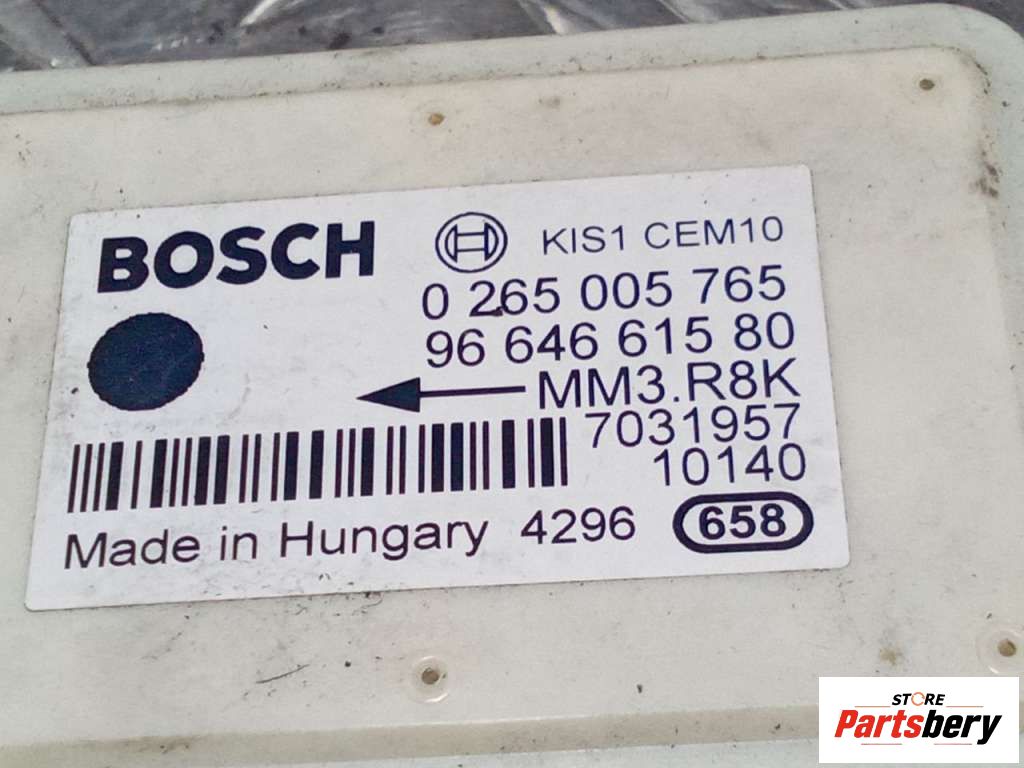 BOSCH KIS1 CEM10
0 265 005 765
96 646 615 80
MM3.R8K
7031957
10140
Made in Hungary 4296 658
STORE
Partsbery